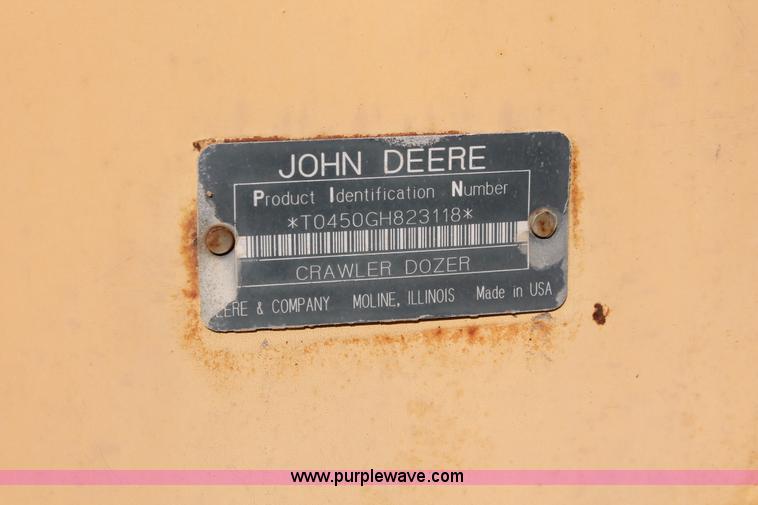 JOHN DEERE
Product Identification Number
*T0450GH823118*
CRAWLER DOZER
EERE & COMPANY MOLINE, ILLINOIS Made in USA
www.purplewave.com